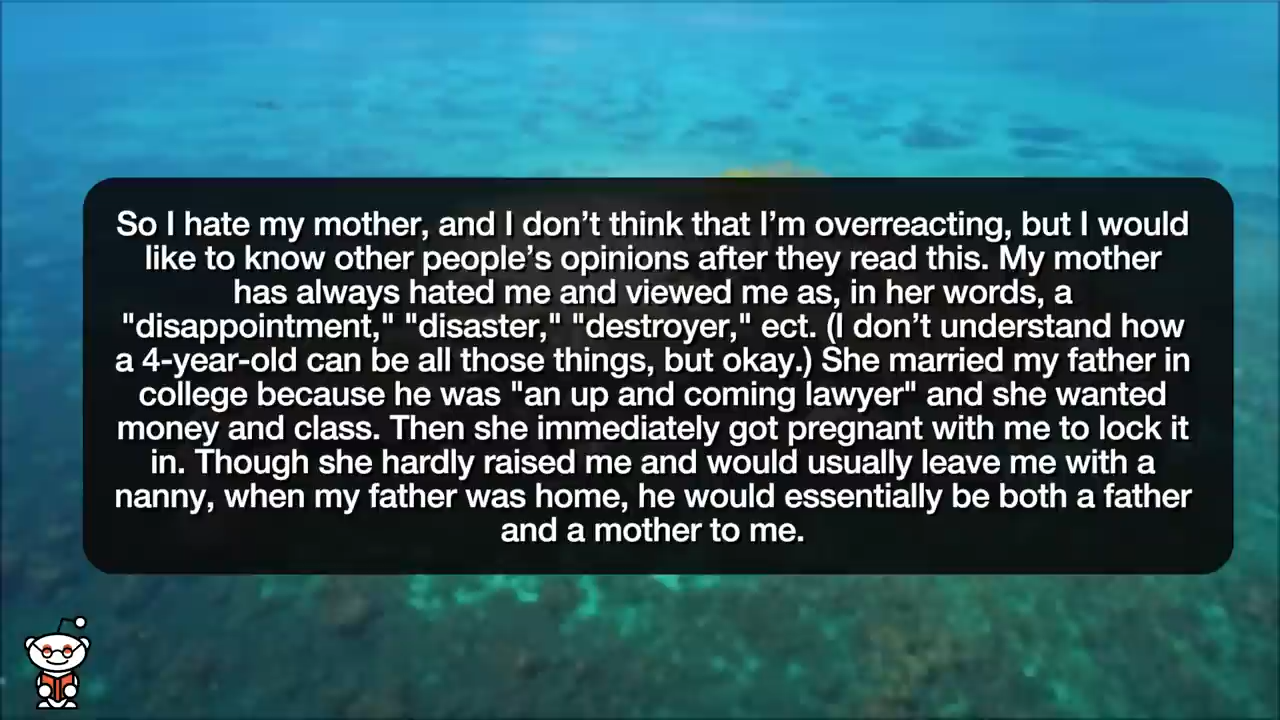 So I hate my mother, and I don’t think that I’m overreacting, but I would
like to know other people’s opinions after they read this. My mother
has always hated me and viewed me as, in her words, a
"disappointment," "disaster," "destroyer," ect. (I don’t understand how
a 4-year-old can be all those things, but okay.) She married my father in
college because he was "an up and coming lawyer" and she wanted
money and class. Then she immediately got pregnant with me to lock it
in. Though she hardly raised me and would usually leave me with a
nanny, when my father was home, he would essentially be both a father
and a mother to me.